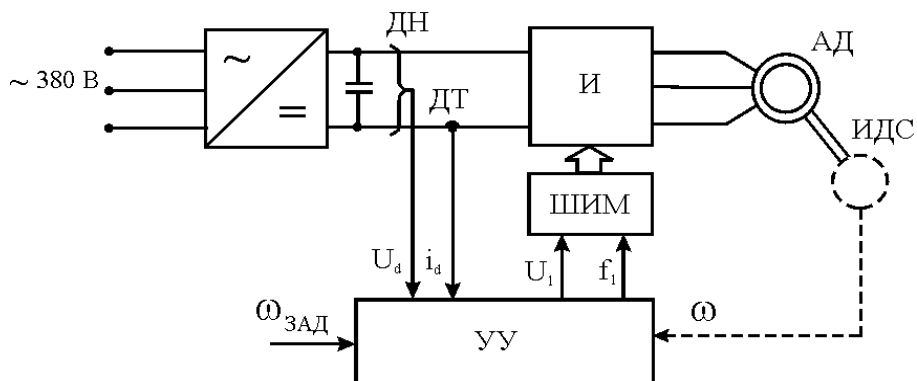 ДН
АД
~
~ 380 В
И
ДТ
=
ИДС
ШИМ
U_d
i_d
U_1
f_1
ω_ЗАД
ω
УУ